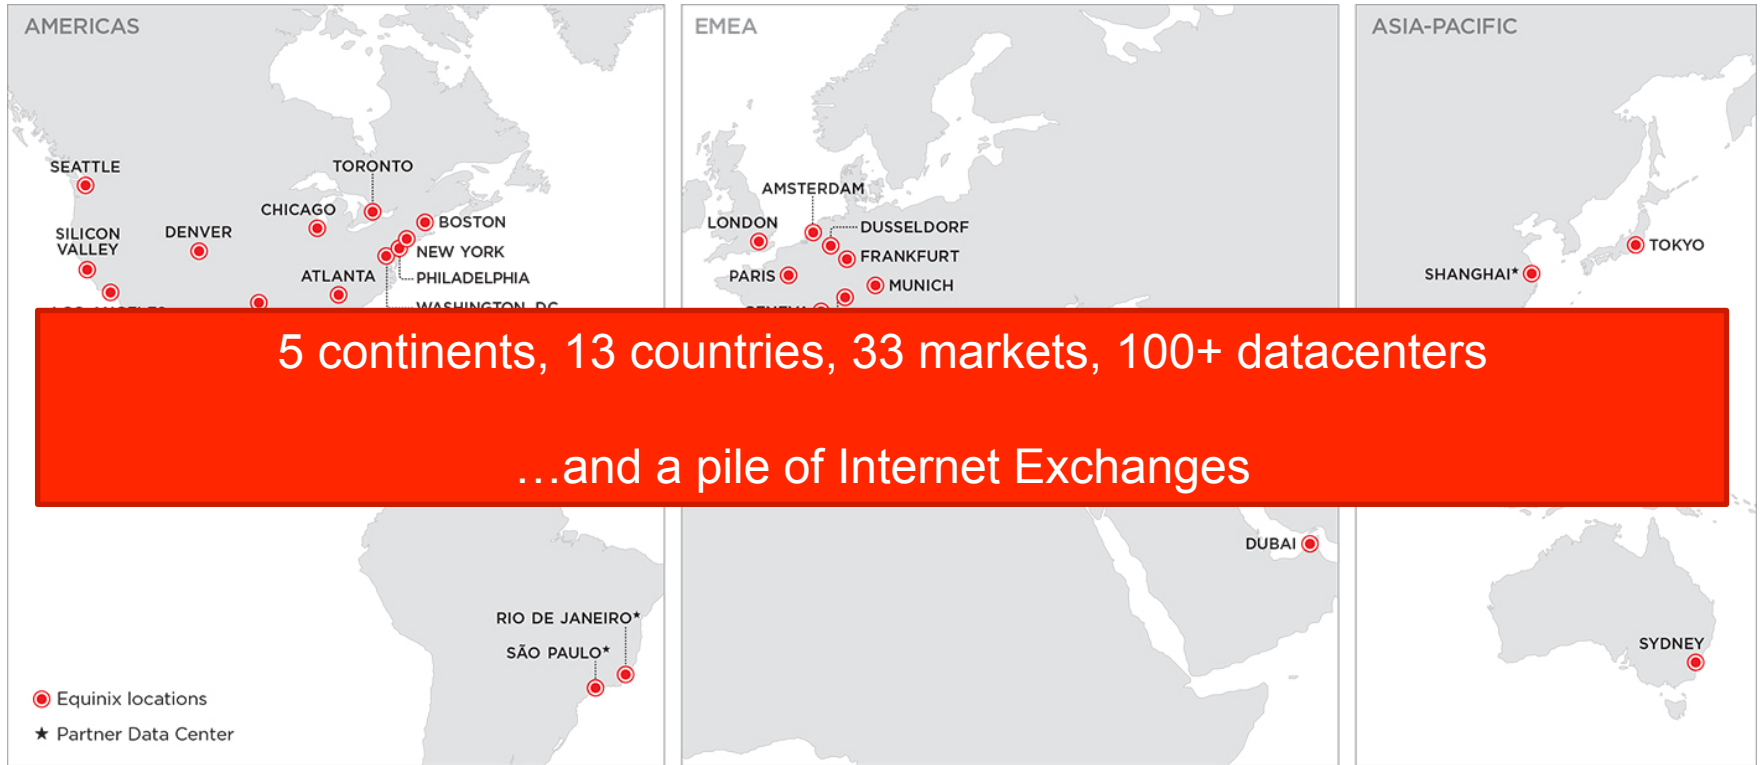 AMERICAS
SEATTLE
TORONTO
CHICAGO
BOSTON
SILICON
VALLEY
DENVER
NEW YORK
ATLANTA
PHILADELPHIA
WASHINGTON, DC
EMEA
AMSTERDAM
LONDON
DUSSELDORF
FRANKFURT
PARIS
MUNICH
ASIA-PACIFIC
TOKYO
SHANGHAI★
5 continents, 13 countries, 33 markets, 100+ datacenters
…and a pile of Internet Exchanges
RIO DE JANEIRO★
SÃO PAULO★
Equinix locations
★ Partner Data Center
DUBAI
SYDNEY